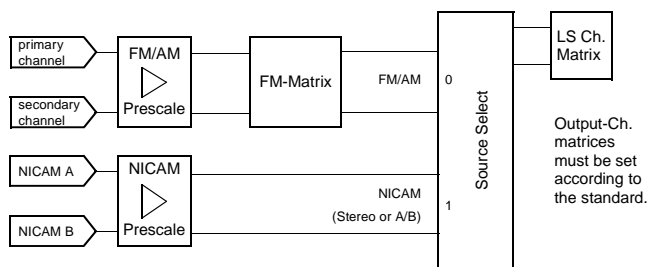 primary
channel
secondary
channel
FM/AM
Prescale
FM-Matrix
FM/AM
0
NICAM A
NICAM B
NICAM
Prescale
NICAM
(Stereo or A/B)
1
Source Select
LS Ch.
Matrix
Output-Ch.
matrices
must be set
according to
the standard.